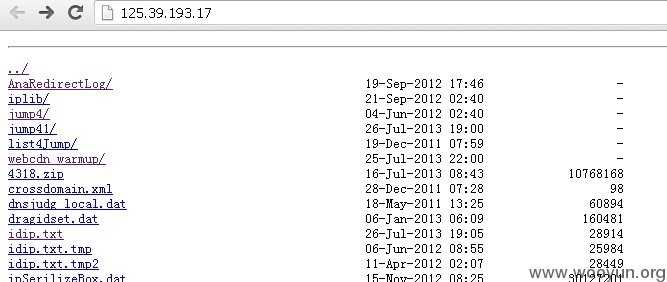 125.39.193.17
../
AnaRedirectLog/ 19-Sep-2012 17:46 -
iplib/ 21-Sep-2012 02:40 -
jump4/ 04-Jun-2012 02:40 -
jump41/ 26-Jul-2013 19:00 -
list4Jump/ 19-Dec-2011 07:59 -
webcdn_warmup/ 25-Jul-2013 22:00 -
4318.zip 16-Jul-2013 08:43 10768168
crossdomain.xml 28-Dec-2011 07:28 98
dnsjudg_local.dat 18-May-2011 13:25 60894
dragidset.dat 06-Jan-2013 06:09 160481
idip.txt 26-Jul-2013 19:05 28914
idip.txt.tmp 06-Jun-2012 08:55 25984
idip.txt.tmp2 11-Apr-2012 02:07 28449
ipSerilizeBox.dat 15-Nov-2012 08:25 30127201
www.wooyun.org